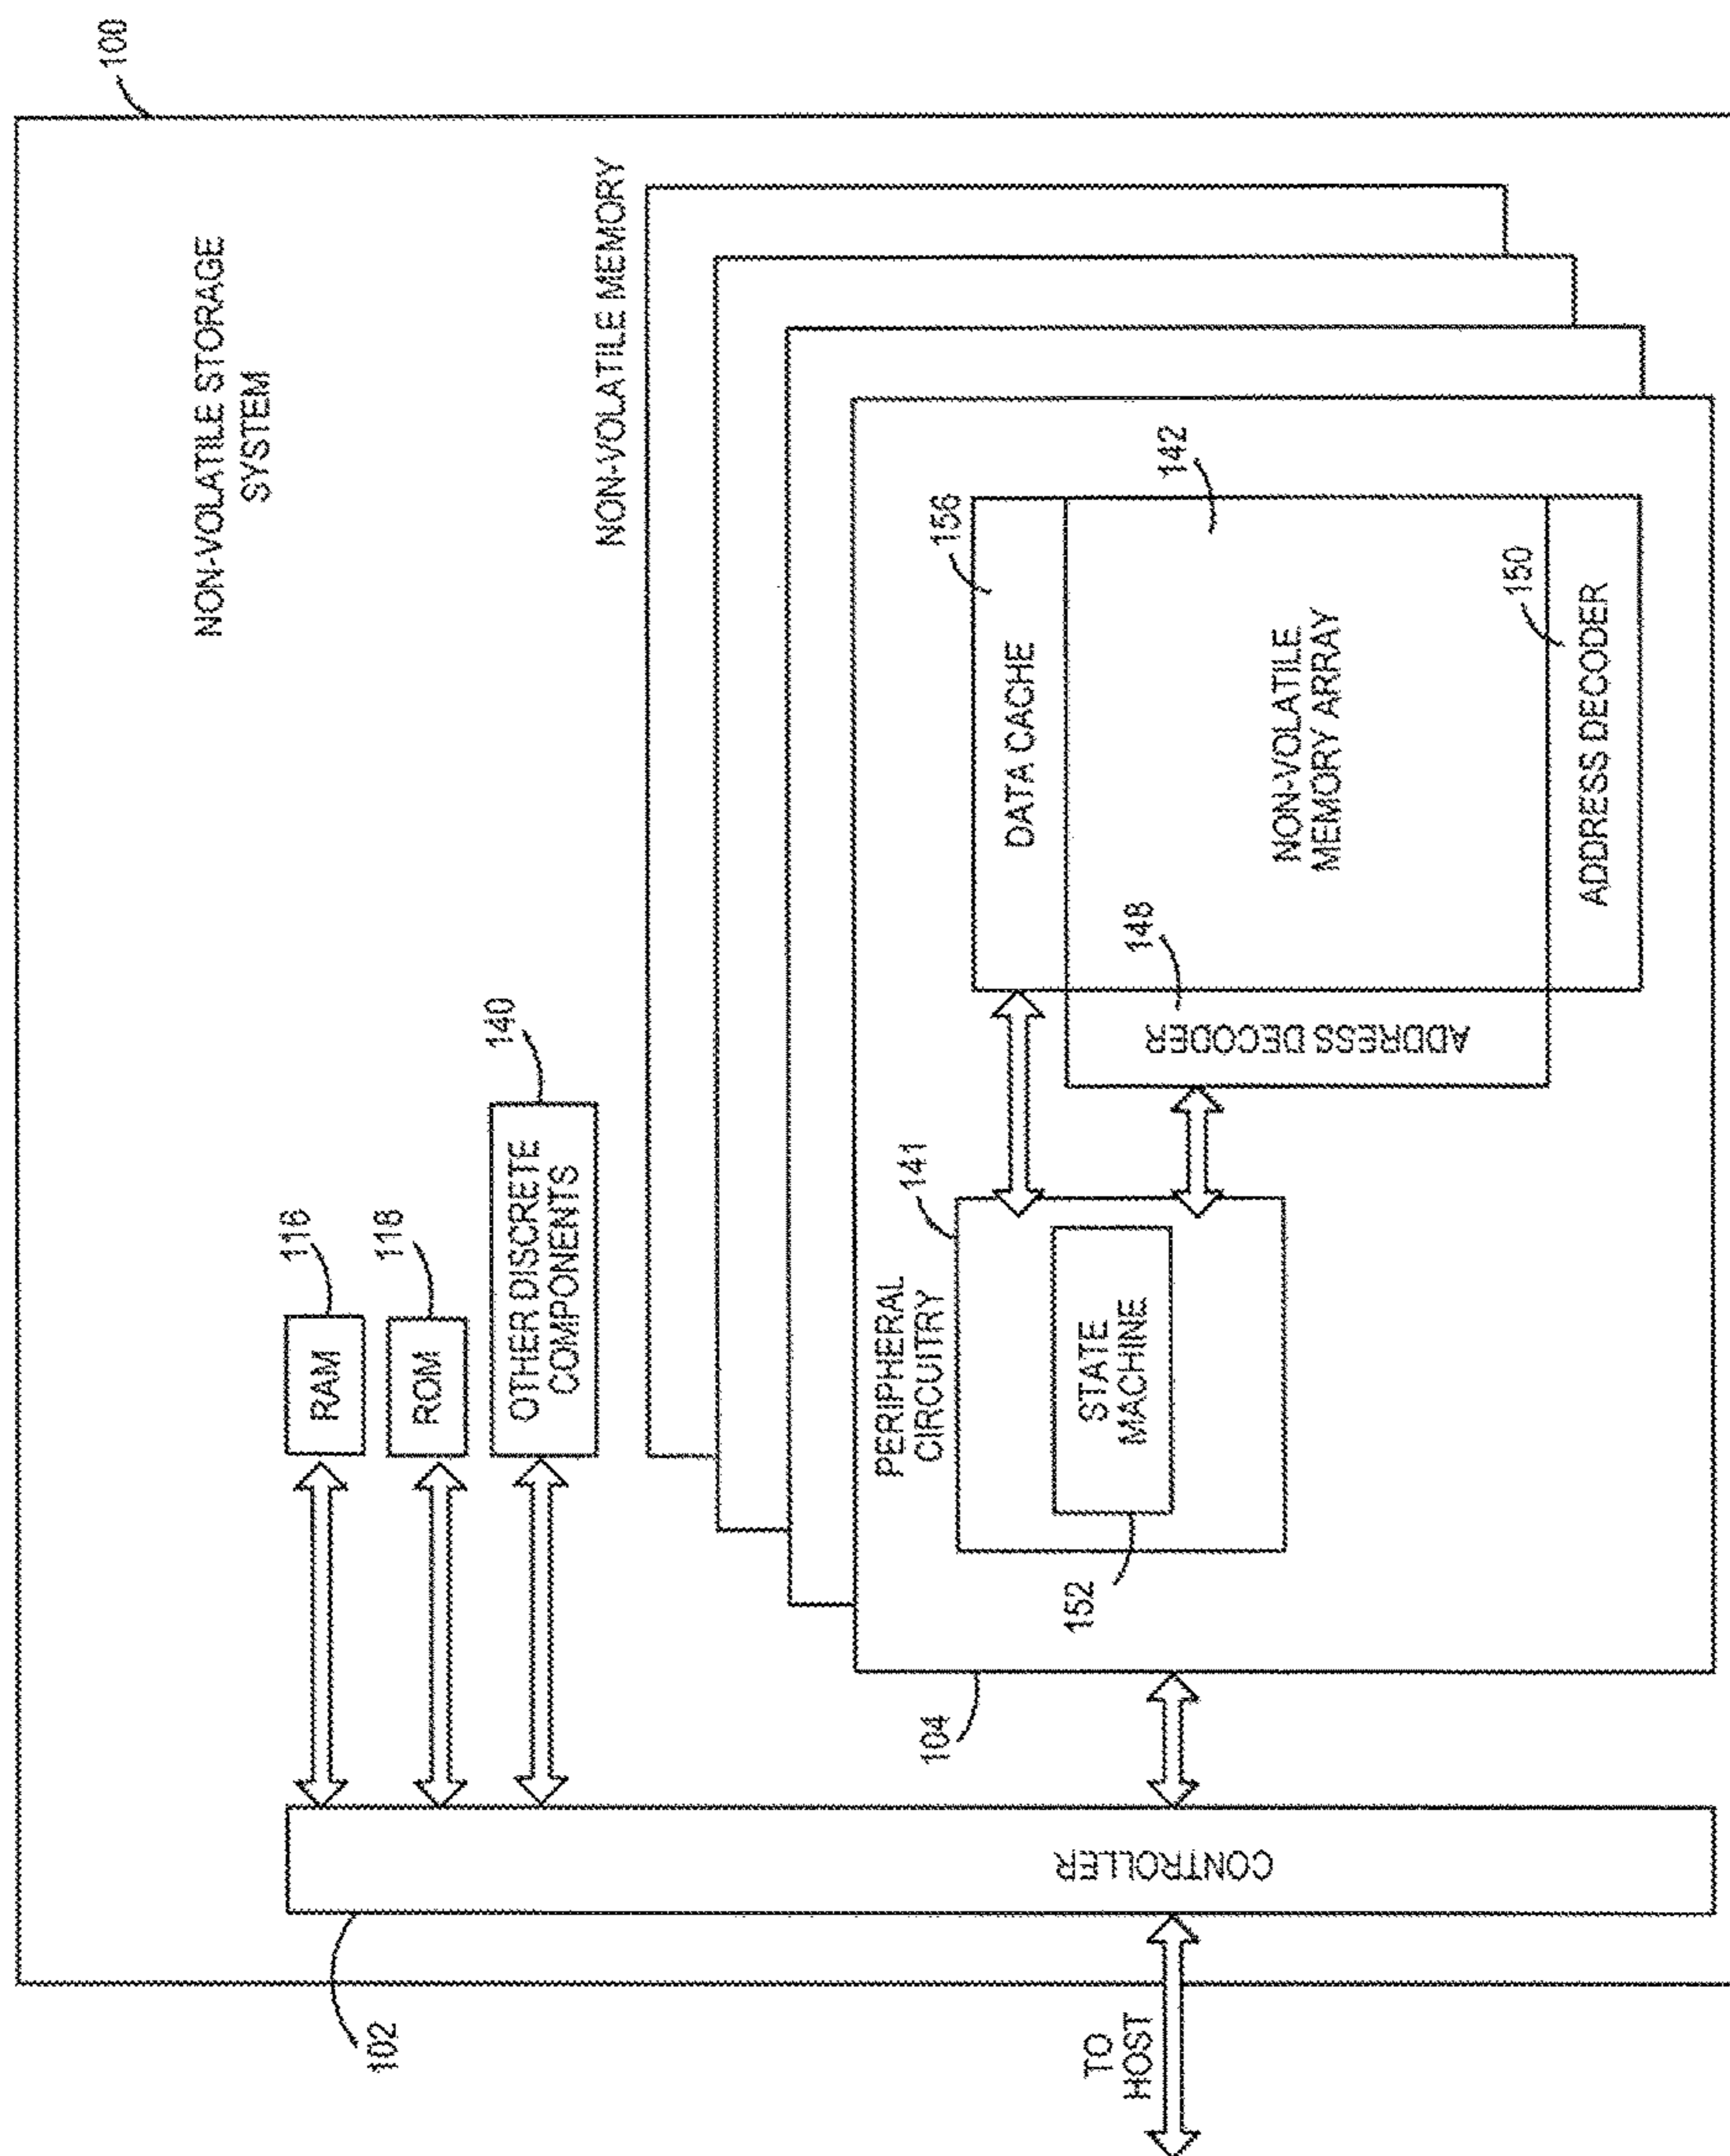 100
NON-VOLATILE STORAGE
SYSTEM
116
RAM
118
ROM
140
OTHER DISCRETE
COMPONENTS
NON-VOLATILE MEMORY
PERIPHERAL
CIRCUITRY
141
STATE
MACHINE
152
156
DATA CACHE
142
NON-VOLATILE
MEMORY ARRAY
148
ADDRESS DECODER
150
ADDRESS DECODER
104
CONTROLLER
102
TO
HOST